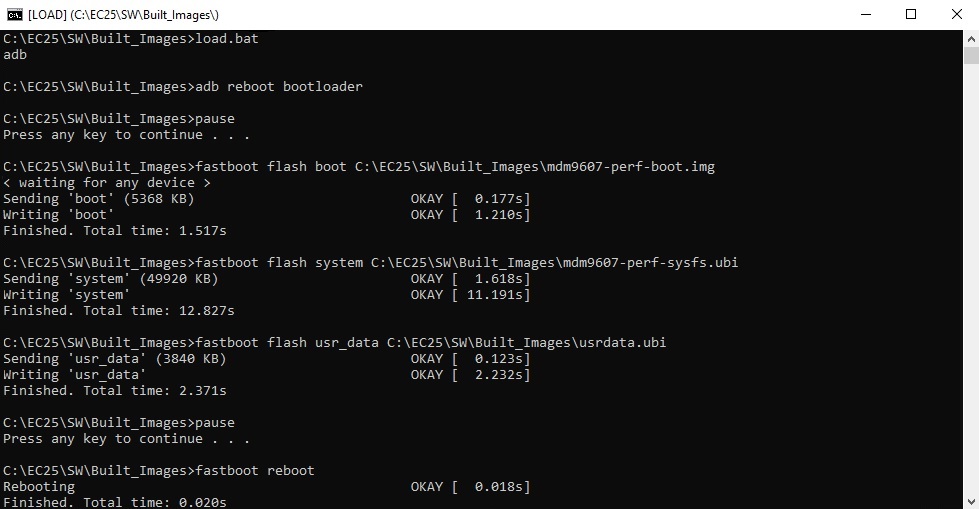 [LOAD] (C:\EC25\SW\Built_Images\)
C:\EC25\SW\Built_Images>load.bat
adb
C:\EC25\SW\Built_Images>adb reboot bootloader
C:\EC25\SW\Built_Images>pause
Press any key to continue . . .
C:\EC25\SW\Built_Images>fastboot flash boot C:\EC25\SW\Built_Images\mdm9607-perf-boot.img
< waiting for any device >
Sending 'boot' (5368 KB)                           OKAY [  0.177s]
Writing 'boot'                                     OKAY [  1.210s]
Finished. Total time: 1.517s
C:\EC25\SW\Built_Images>fastboot flash system C:\EC25\SW\Built_Images\mdm9607-perf-sysfs.ubi
Sending 'system' (49920 KB)                        OKAY [  1.618s]
Writing 'system'                                   OKAY [ 11.191s]
Finished. Total time: 12.827s
C:\EC25\SW\Built_Images>fastboot flash usr_data C:\EC25\SW\Built_Images\usrdata.ubi
Sending 'usr_data' (3840 KB)                       OKAY [  0.123s]
Writing 'usr_data'                                 OKAY [  2.232s]
Finished. Total time: 2.371s
C:\EC25\SW\Built_Images>pause
Press any key to continue . . .
C:\EC25\SW\Built_Images>fastboot reboot
Rebooting                                          OKAY [  0.018s]
Finished. Total time: 0.020s